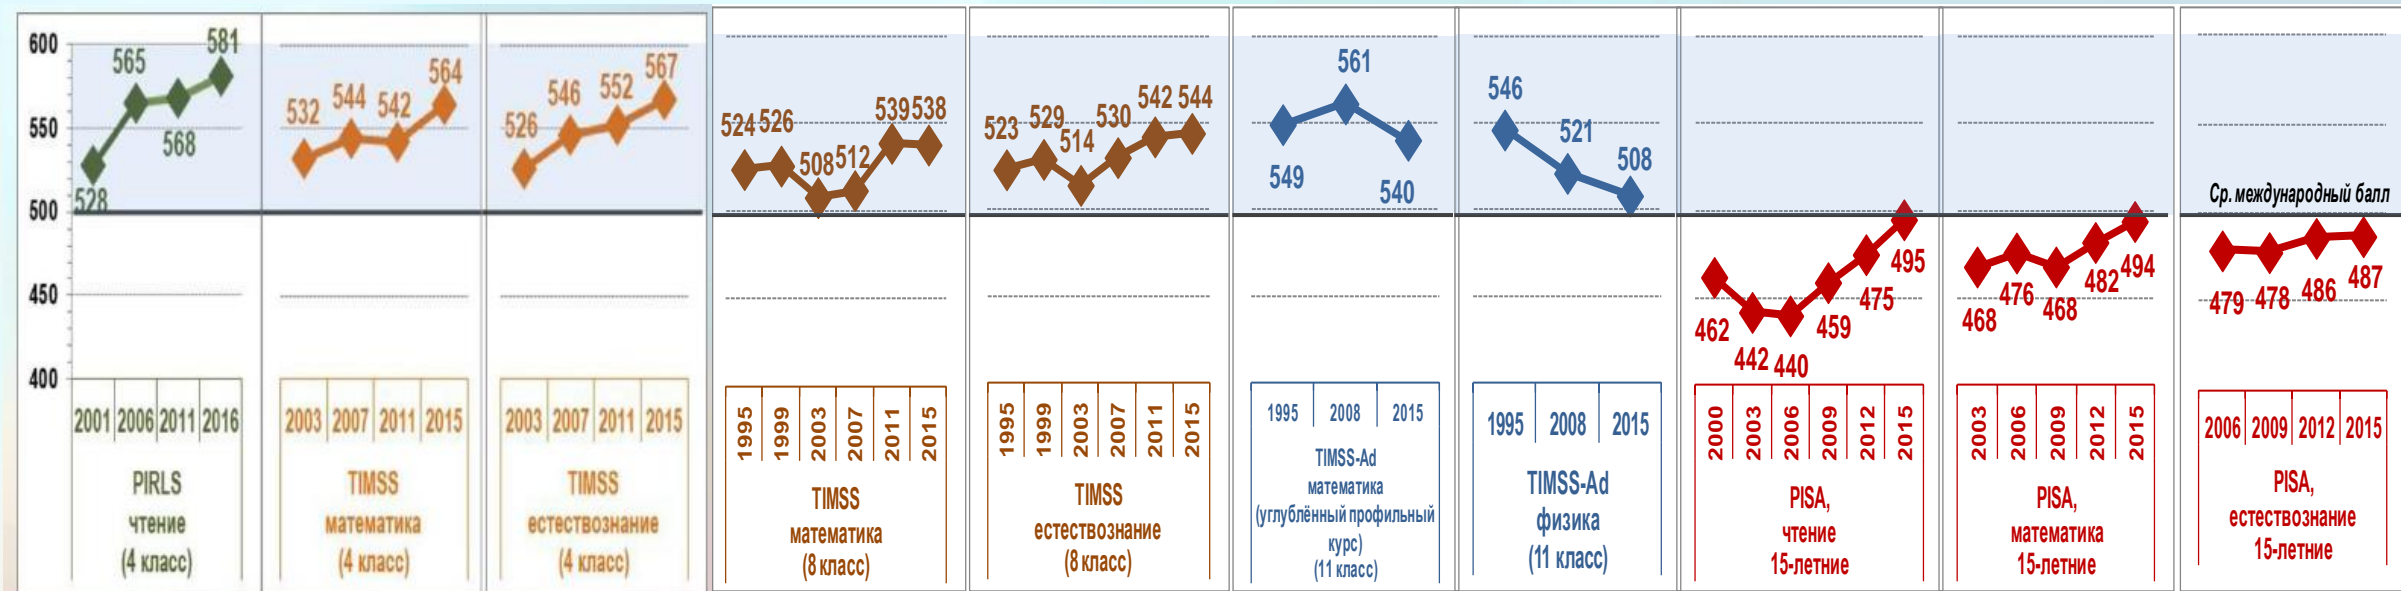 600
550
500
450
400
528
565
568
581
2001 2006 2011 2016
PIRLS
чтение
(4 класс)
532
544
542
564
2003 2007 2011 2015
TIMSS
математика
(4 класс)
526
546
552
567
2003 2007 2011 2015
TIMSS
естествознание
(4 класс)
524
526
508
512
539
538
1995 1999 2003 2007 2011 2015
TIMSS
математика
(8 класс)
523
529
514
530
542
544
1995 1999 2003 2007 2011 2015
TIMSS
естествознание
(8 класс)
549
561
540
1995 2008 2015
TIMSS-Ad
математика
(углублённый профильный
курс)
(11 класс)
546
521
508
1995 2008 2015
TIMSS-Ad
физика
(11 класс)
462
442
440
459
475
495
2000 2003 2006 2009 2012 2015
PISA,
чтение
15-летние
468
476
468
482
494
2003 2006 2009 2012 2015
PISA,
математика
15-летние
Ср. международный балл
479
478
486
487
2006 2009 2012 2015
PISA,
естествознание
15-летние